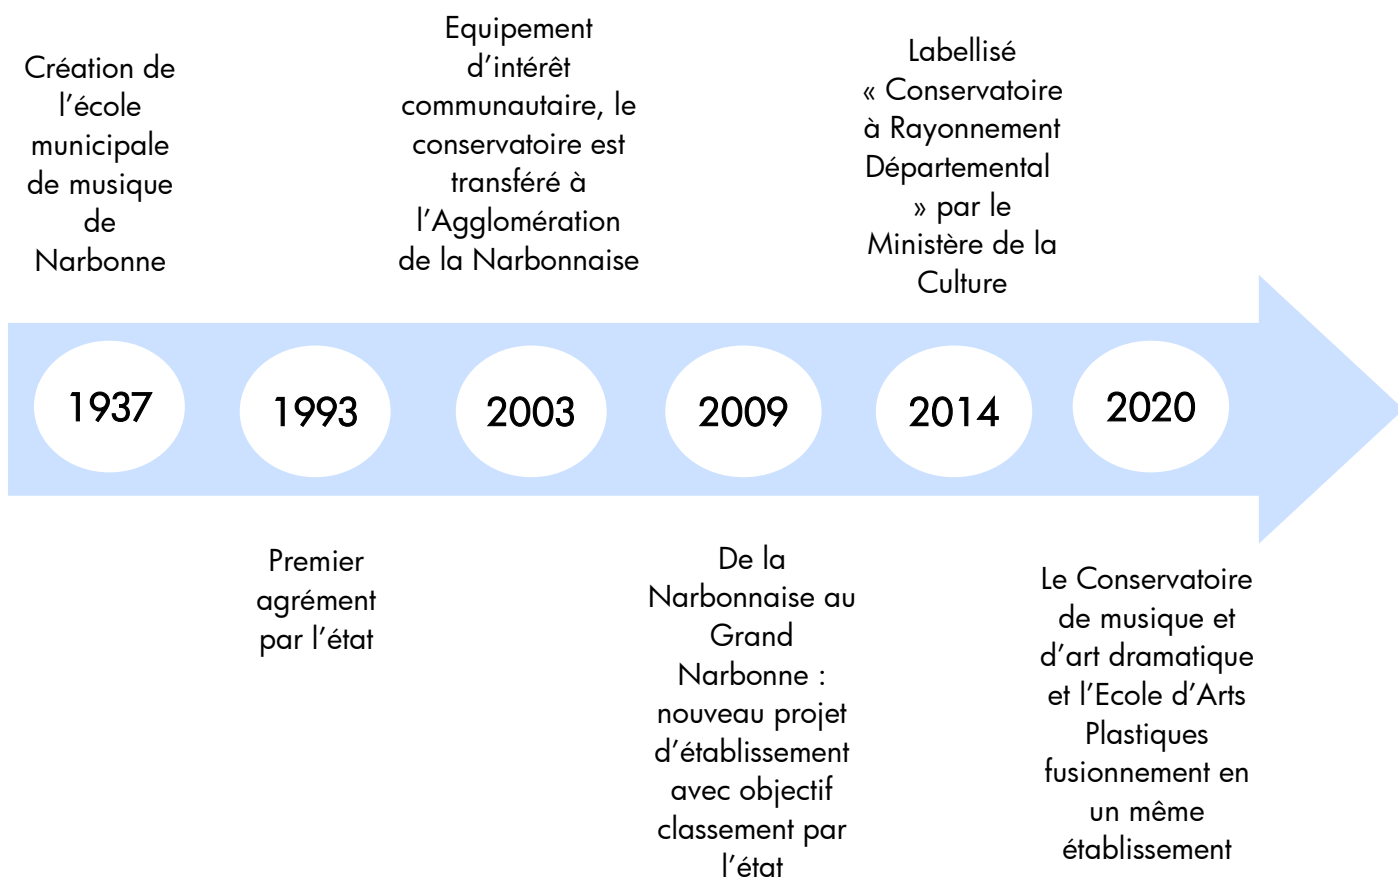 Création de
l’école
municipale
de musique
de
Narbonne
Equipement
d’intérêt
communautaire, le
conservatoire est
transféré à
l’Agglomération
de la Narbonnaise
Labellisé
« Conservatoire
à Rayonnement
Départemental
» par le
Ministère de la
Culture
1937
1993
2003
2009
2014
2020
Premier
agrément
par l’état
De la
Narbonnaise au
Grand
Narbonne :
nouveau projet
d’établissement
avec objectif
classement par
l’état
Le Conservatoire
de musique et
d’art dramatique
et l’Ecole d’Arts
Plastiques
fusionnement en
un même
établissement